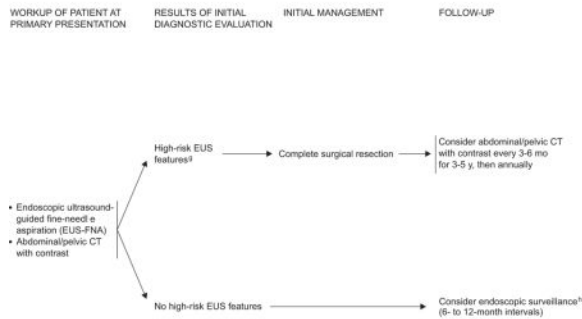 WORKUP OF PATIENT AT
PRIMARY PRESENTATION
RESULTS OF INITIAL
DIAGNOSTIC EVALUATION
INITIAL MANAGEMENT
FOLLOW-UP
High-risk EUS
featuresᵍ
Complete surgical resection
Consider abdominal/pelvic CT
with contrast every 3-6 mo
for 3-5 y, then annually
• Endoscopic ultrasound-
guided fine-needl e
aspiration (EUS-FNA)
• Abdominal/pelvic CT
with contrast
No high-risk EUS features
Consider endoscopic surveillanceʰ
(6- to 12-month intervals)